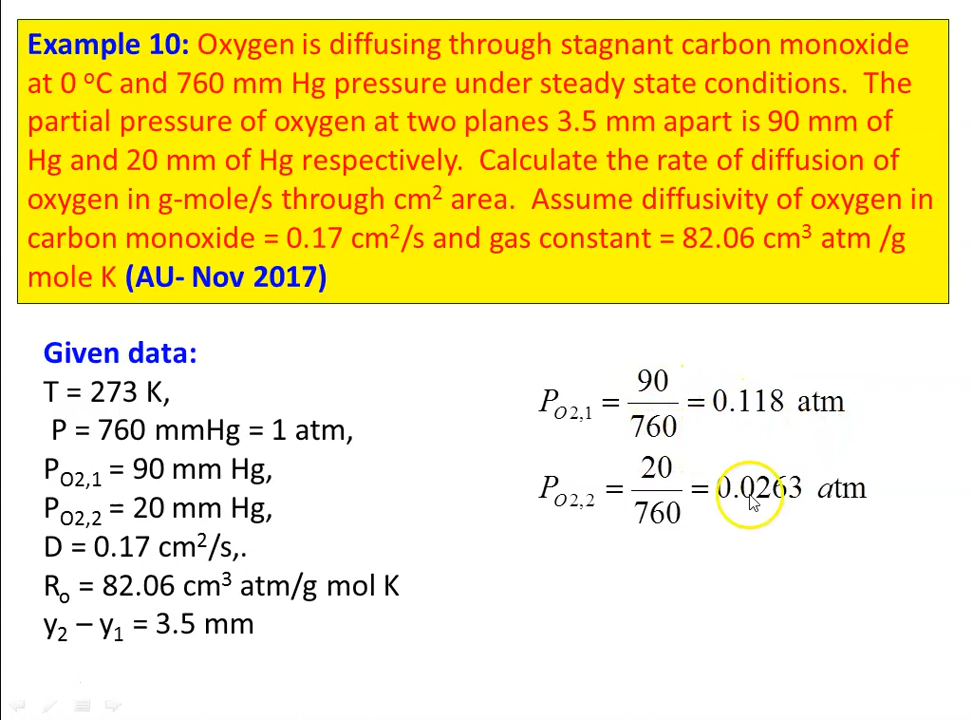 Example 10: Oxygen is diffusing through stagnant carbon monoxide
at 0 ᵒC and 760 mm Hg pressure under steady state conditions. The
partial pressure of oxygen at two planes 3.5 mm apart is 90 mm of
Hg and 20 mm of Hg respectively. Calculate the rate of diffusion of
oxygen in g-mole/s through cm² area. Assume diffusivity of oxygen in
carbon monoxide = 0.17 cm²/s and gas constant = 82.06 cm³ atm /g
mole K (AU- Nov 2017)
Given data:
T = 273 K,
P = 760 mmHg = 1 atm,
P_O2,1 = 90 mm Hg,
P_O2,2 = 20 mm Hg,
D = 0.17 cm²/s,.
Rₒ = 82.06 cm³ atm/g mol K
y₂ – y₁ = 3.5 mm
P_O2,1 = 90/760 = 0.118 atm
P_O2,2 = 20/760 = 0.0263 atm